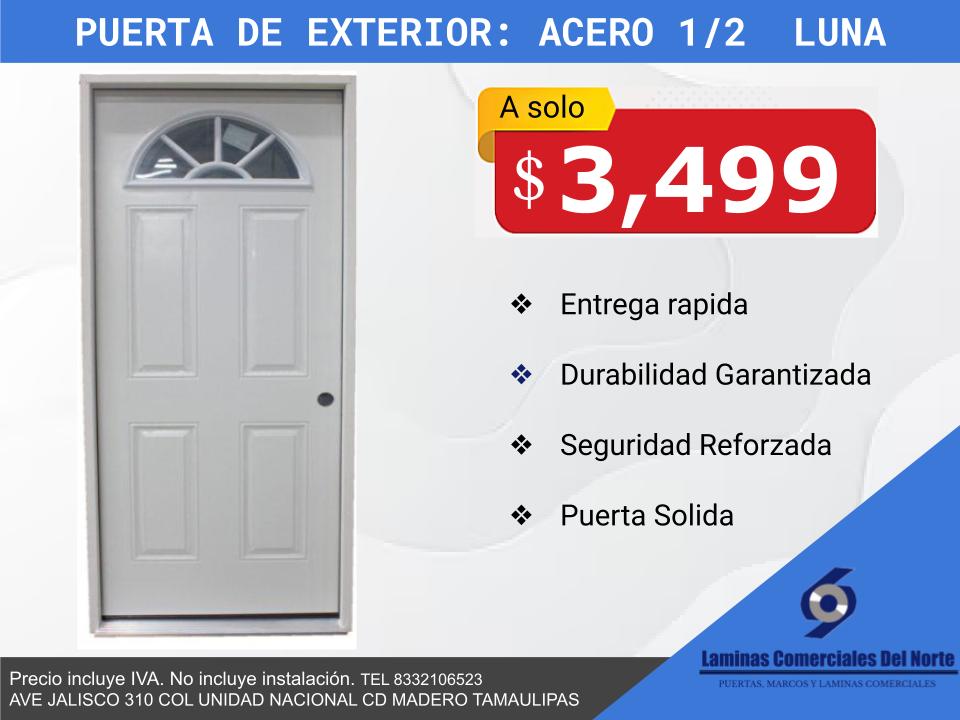 PUERTA DE EXTERIOR: ACERO 1/2 LUNA
A solo
$ 3,499
❖ Entrega rapida
❖ Durabilidad Garantizada
❖ Seguridad Reforzada
❖ Puerta Solida
Laminas Comerciales Del Norte
PUERTAS, MARCOS Y LAMINAS COMERCIALES
Precio incluye IVA. No incluye instalación. TEL 8332106523
AVE JALISCO 310 COL UNIDAD NACIONAL CD MADERO TAMAULIPAS